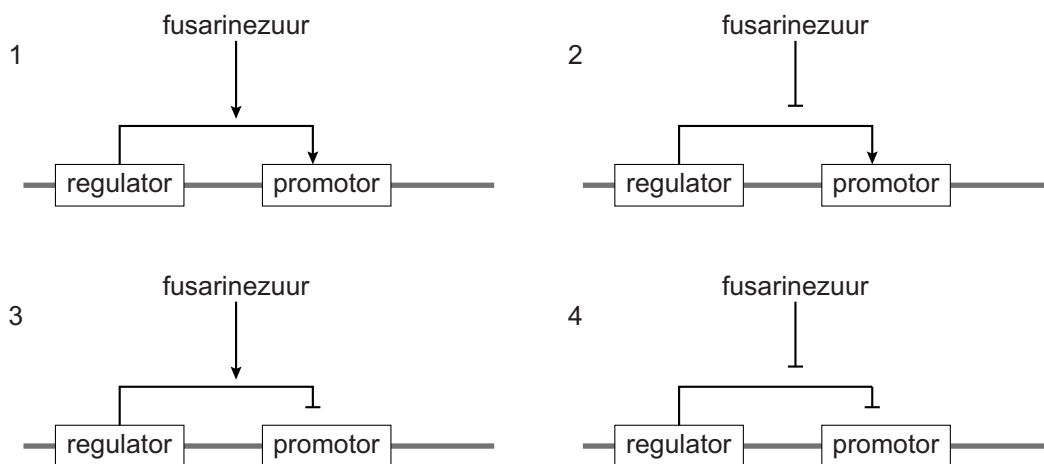 fusarinezuur
1
regulator promotor
fusarinezuur
2
regulator promotor
fusarinezuur
3
regulator promotor
fusarinezuur
4
regulator promotor